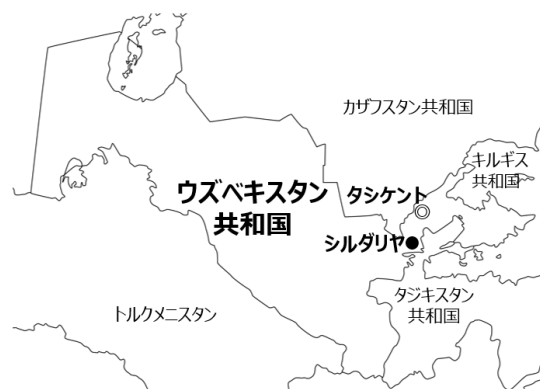 カザフスタン共和国
キルギス
共和国
ウズベキスタン
共和国
タシケント
シルダリヤ
タジキスタン
共和国
トルクメニスタン